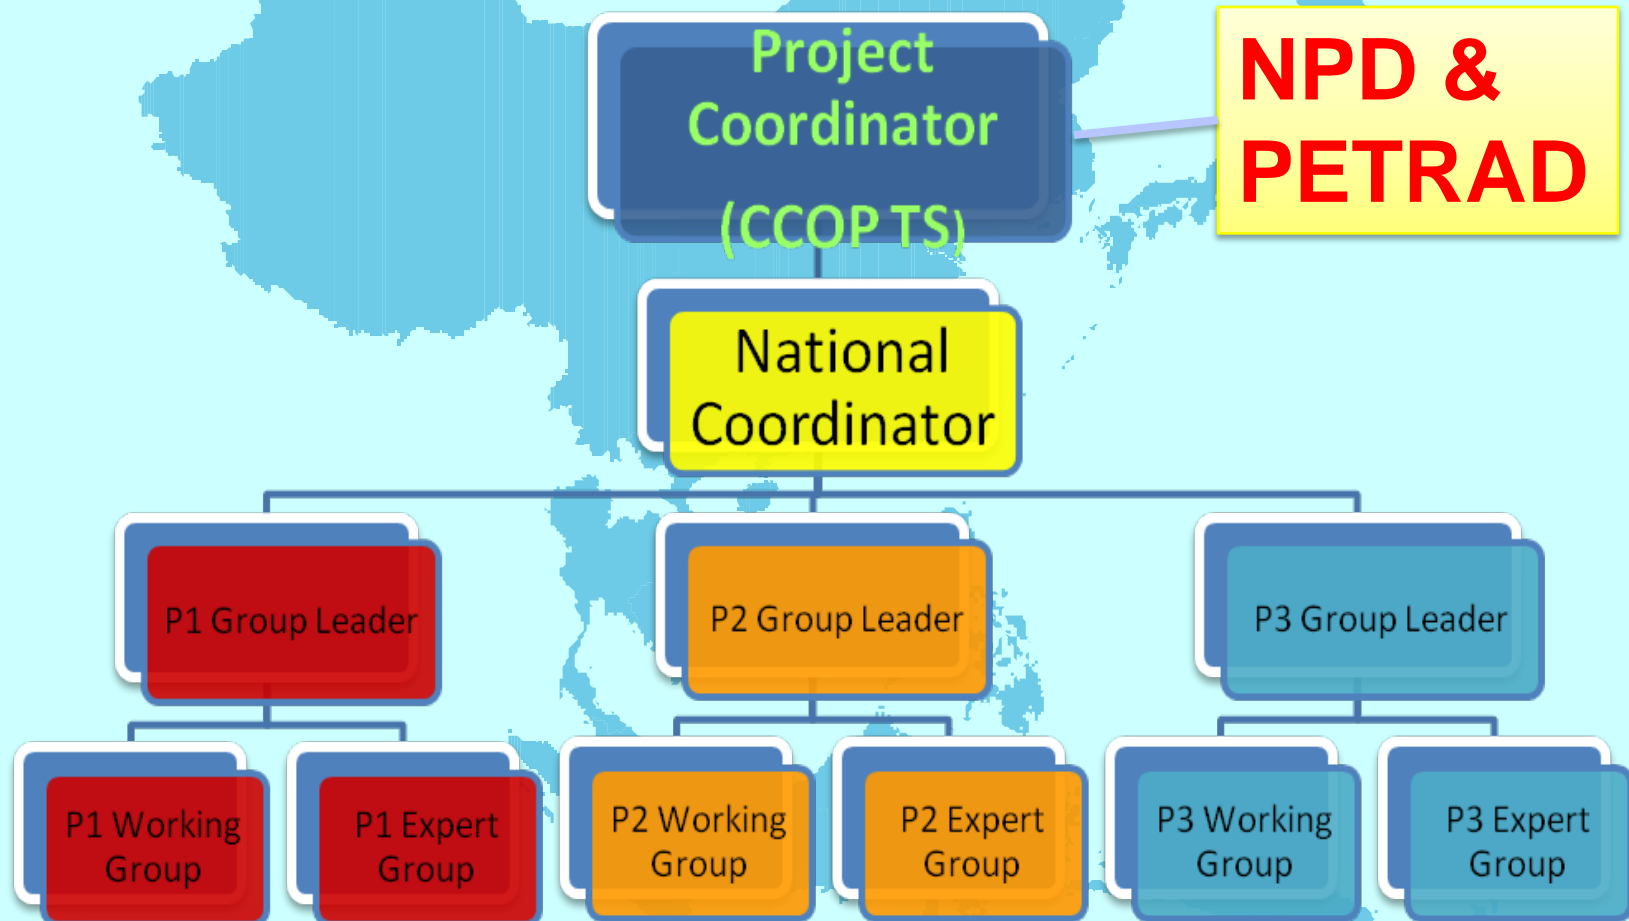 Project
Coordinator
(CCOP TS)
NPD &
PETRAD
National
Coordinator
P1 Group Leader
P2 Group Leader
P3 Group Leader
P1 Working
Group
P1 Expert
Group
P2 Working
Group
P2 Expert
Group
P3 Working
Group
P3 Expert
Group